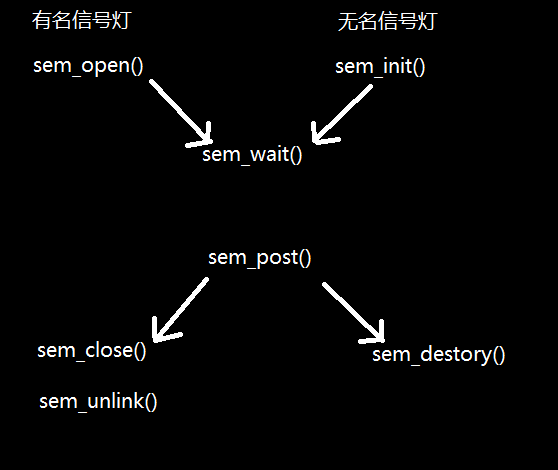 有名信号灯
无名信号灯
sem_open()
sem_init()
sem_wait()
sem_post()
sem_close()
sem_destory()
sem_unlink()